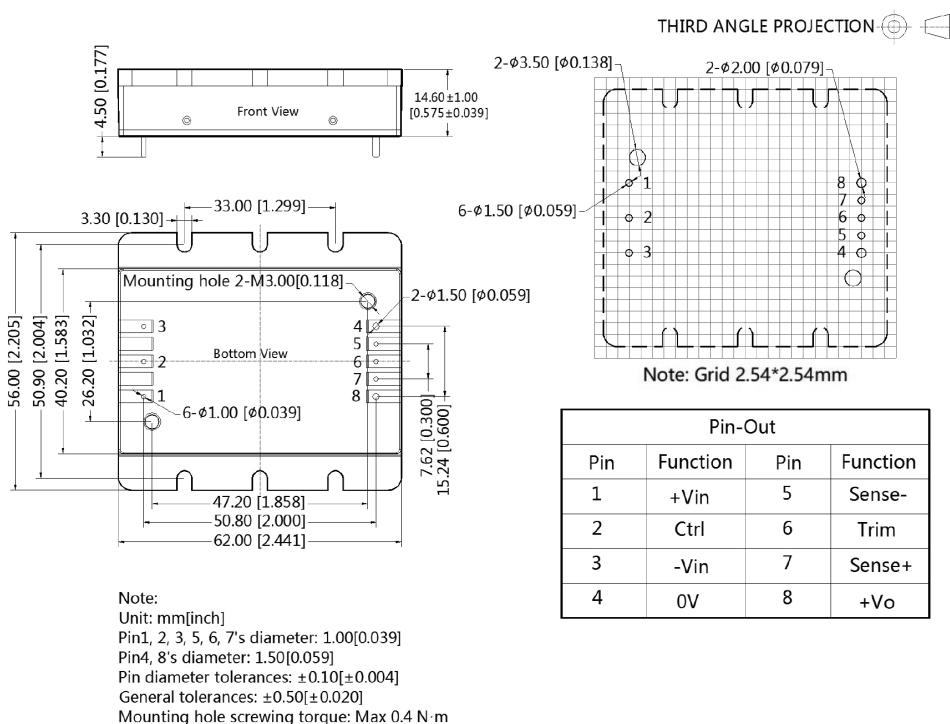 THIRD ANGLE PROJECTION
4.50 [0.177]
Front View
14.60±1.00
[0.575±0.039]
2-φ3.50 [φ0.138]
2-φ2.00 [φ0.079]
6-φ1.50 [φ0.059]
1
2
3
8
7
6
5
4
Note: Grid 2.54*2.54mm
33.00 [1.299]
3.30 [0.130]
56.00 [2.205]
50.90 [2.004]
40.20 [1.583]
26.20 [1.032]
Mounting hole 2-M3.00[0.118]
2-φ1.50 [φ0.059]
3
2
1
Bottom View
4
5
6
7
8
6-φ1.00 [φ0.039]
7.62 [0.300]
15.24 [0.600]
47.20 [1.858]
50.80 [2.000]
62.00 [2.441]
Pin-Out
Pin Function Pin Function
1 +Vin 5 Sense-
2 Ctrl 6 Trim
3 -Vin 7 Sense+
4 0V 8 +Vo
Note:
Unit: mm[inch]
Pin1, 2, 3, 5, 6, 7's diameter: 1.00[0.039]
Pin4, 8's diameter: 1.50[0.059]
Pin diameter tolerances: ±0.10[±0.004]
General tolerances: ±0.50[±0.020]
Mounting hole screwing torque: Max 0.4 N·m